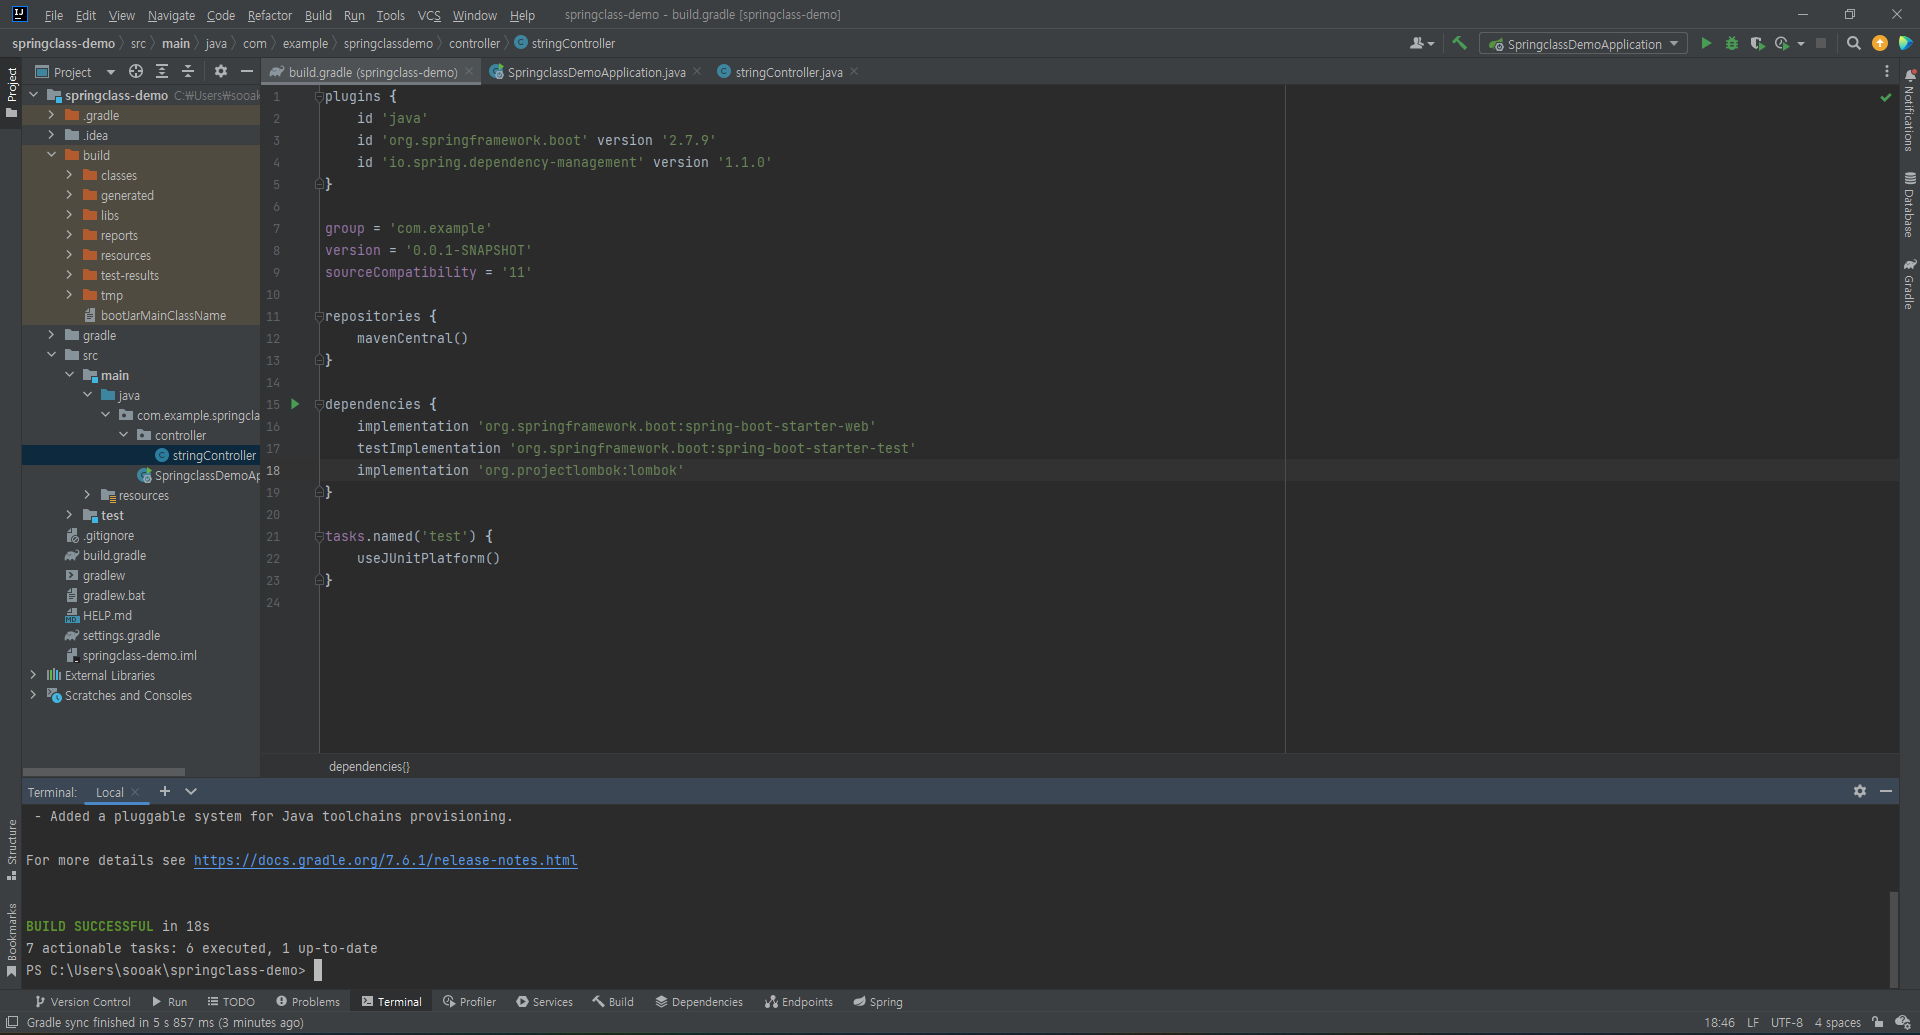 File Edit View Navigate Code Refactor Build Run Tools VCS Window Help springclass-demo - build.gradle [springclass-demo]
springclass-demo src main java com example springclassdemo controller stringController
SpringclassDemoApplication
Project
build.gradle (springclass-demo) SpringclassDemoApplication.java stringController.java
Project
springclass-demo C:₩Users₩sooak
.gradle
.idea
build
classes
generated
libs
reports
resources
test-results
tmp
bootJarMainClassName
gradle
src
main
java
com.example.springcla
controller
stringController
SpringclassDemoAp
resources
test
.gitignore
build.gradle
gradlew
gradlew.bat
HELP.md
settings.gradle
springclass-demo.iml
External Libraries
Scratches and Consoles
1 plugins {
2 id 'java'
3 id 'org.springframework.boot' version '2.7.9'
4 id 'io.spring.dependency-management' version '1.1.0'
5 }
6
7 group = 'com.example'
8 version = '0.0.1-SNAPSHOT'
9 sourceCompatibility = '11'
10
11 repositories {
12 mavenCentral()
13 }
14
15 dependencies {
16 implementation 'org.springframework.boot:spring-boot-starter-web'
17 testImplementation 'org.springframework.boot:spring-boot-starter-test'
18 implementation 'org.projectlombok:lombok'
19 }
20
21 tasks.named('test') {
22 useJUnitPlatform()
23 }
24
dependencies{}
Notifications
Database
Gradle
Structure
Bookmarks
Terminal: Local
- Added a pluggable system for Java toolchains provisioning.
For more details see https://docs.gradle.org/7.6.1/release-notes.html
BUILD SUCCESSFUL in 18s
7 actionable tasks: 6 executed, 1 up-to-date
PS C:\Users\sooak\springclass-demo>
Version Control Run TODO Problems Terminal Profiler Services Build Dependencies Endpoints Spring
Gradle sync finished in 5 s 857 ms (3 minutes ago) 18:46 LF UTF-8 4 spaces